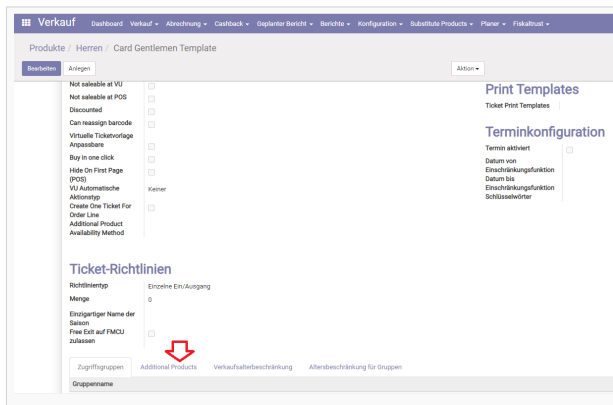 Verkauf Dashboard Verkauf Abrechnung Cashback Geplanter Bericht Berichte Konfiguration Substitute Products Planer Fiskaltrust
Produkte / Herren / Card Gentlemen Template
Bearbeiten Anlegen Aktion
Not saleable at VU
Not saleable at POS
Discounted
Can reassign barcode
Virtuelle Ticketvorlage
Anpassbare
Buy in one click
Hide On First Page
(POS)
VU Automatische Keiner
Aktionstyp
Create One Ticket For
Order Line
Additional Product
Availability Method
Print Templates
Ticket Print Templates
Terminkonfiguration
Termin aktiviert
Datum von
Einschränkungsfunktion
Datum bis
Einschränkungsfunktion
Schlüsselwörter
Ticket-Richtlinien
Richtlinientyp Einzelne Ein/Ausgang
Menge 0
Einzigartiger Name der
Saison
Free Exit auf FMCU
zulassen
Zugriffsgruppen Additional Products Verkaufsalterbeschränkung Altersbeschränkung für Gruppen
Gruppenname